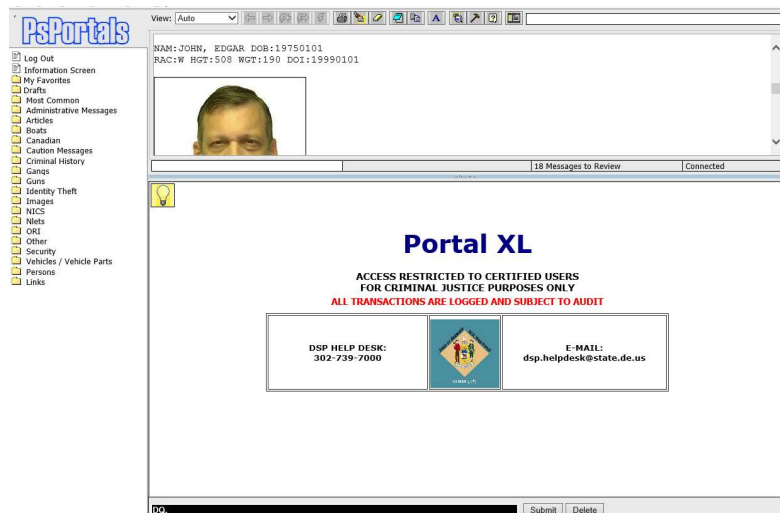 PsPortals
View: Auto
Log Out
Information Screen
My Favorites
Drafts
Most Common
Administrative Messages
Articles
Boats
Canadian
Caution Messages
Criminal History
Gangs
Guns
Identity Theft
Images
NICS
Nlets
ORI
Other
Security
Vehicles / Vehicle Parts
Persons
Links
NAM:JOHN, EDGAR DOB:19750101
RAC:W HGT:508 WGT:190 DOI:19990101
18 Messages to Review
Connected
Portal XL
ACCESS RESTRICTED TO CERTIFIED USERS
FOR CRIMINAL JUSTICE PURPOSES ONLY
ALL TRANSACTIONS ARE LOGGED AND SUBJECT TO AUDIT
DSP HELP DESK:
302-739-7000
E-MAIL:
dsp.helpdesk@state.de.us
DQ.
Submit Delete